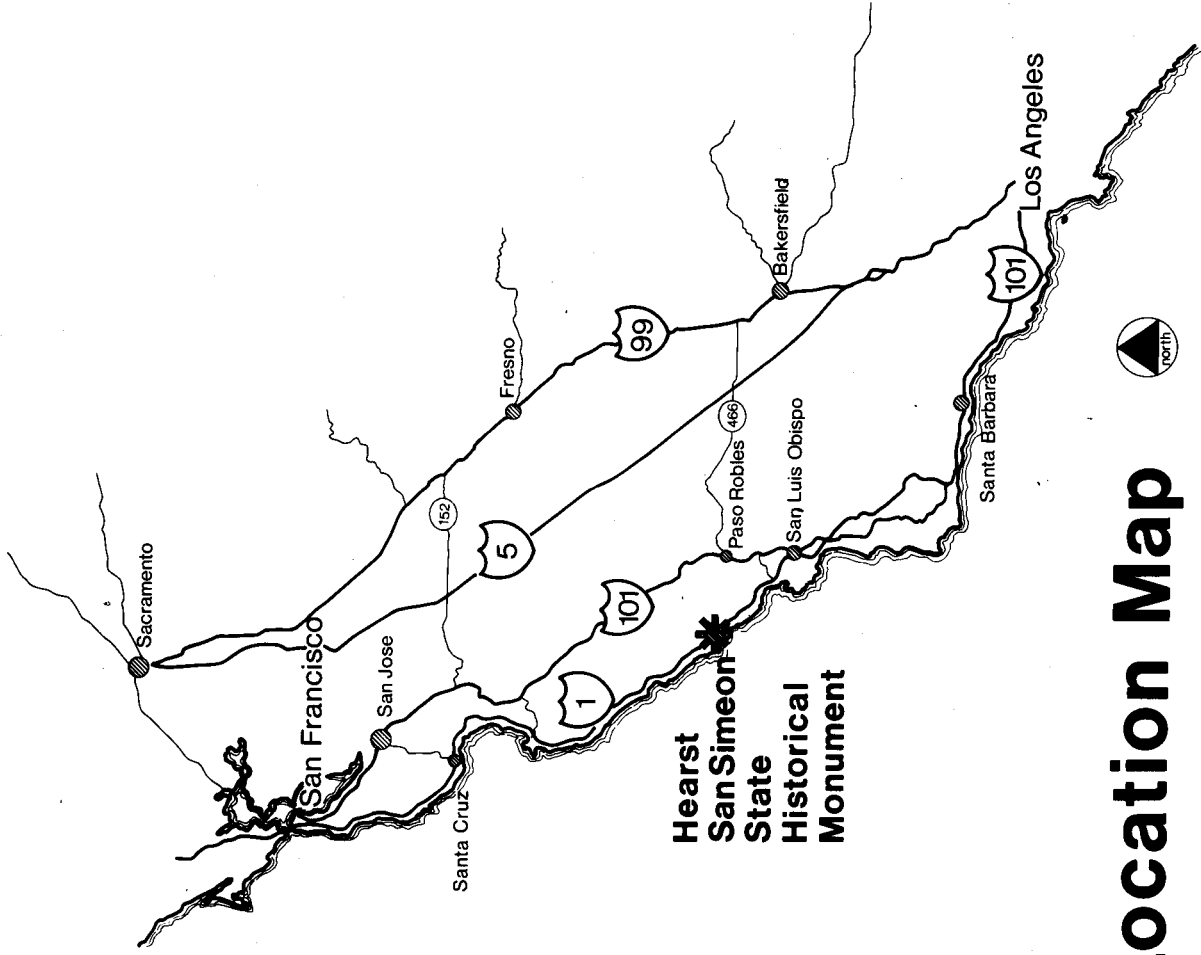 Sacramento
San Francisco
San Jose
Santa Cruz
152
Fresno
5
99
101
1
Hearst
San Simeon
State
Historical
Monument
466
Paso Robles
San Luis Obispo
Bakersfield
Santa Barbara
101
Los Angeles
north
ocation Map